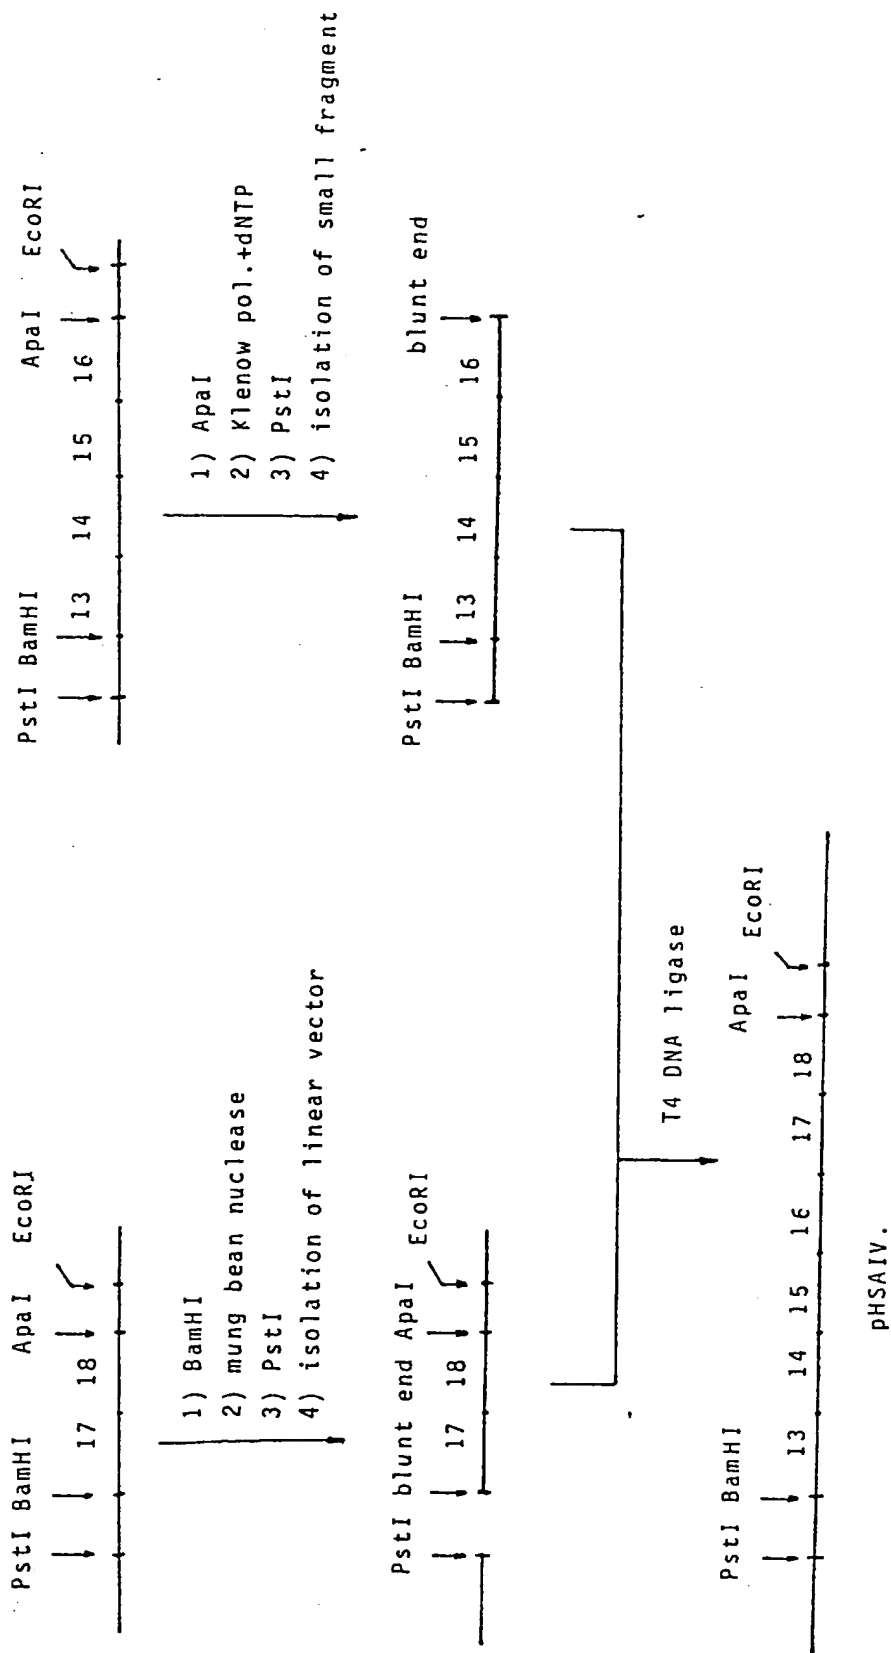 PstI BamHI ApaI EcoRI
17 18
1) BamHI
2) mung bean nuclease
3) PstI
4) isolation of linear vector
PstI blunt end ApaI EcoRI
17 18
PstI BamHI ApaI EcoRI
13 14 15 16
1) ApaI
2) Klenow pol.+dNTP
3) PstI
4) isolation of small fragment
PstI BamHI blunt end
13 14 15 16
T4 DNA ligase
PstI BamHI ApaI EcoRI
13 14 15 16 17 18
pHSAIV.